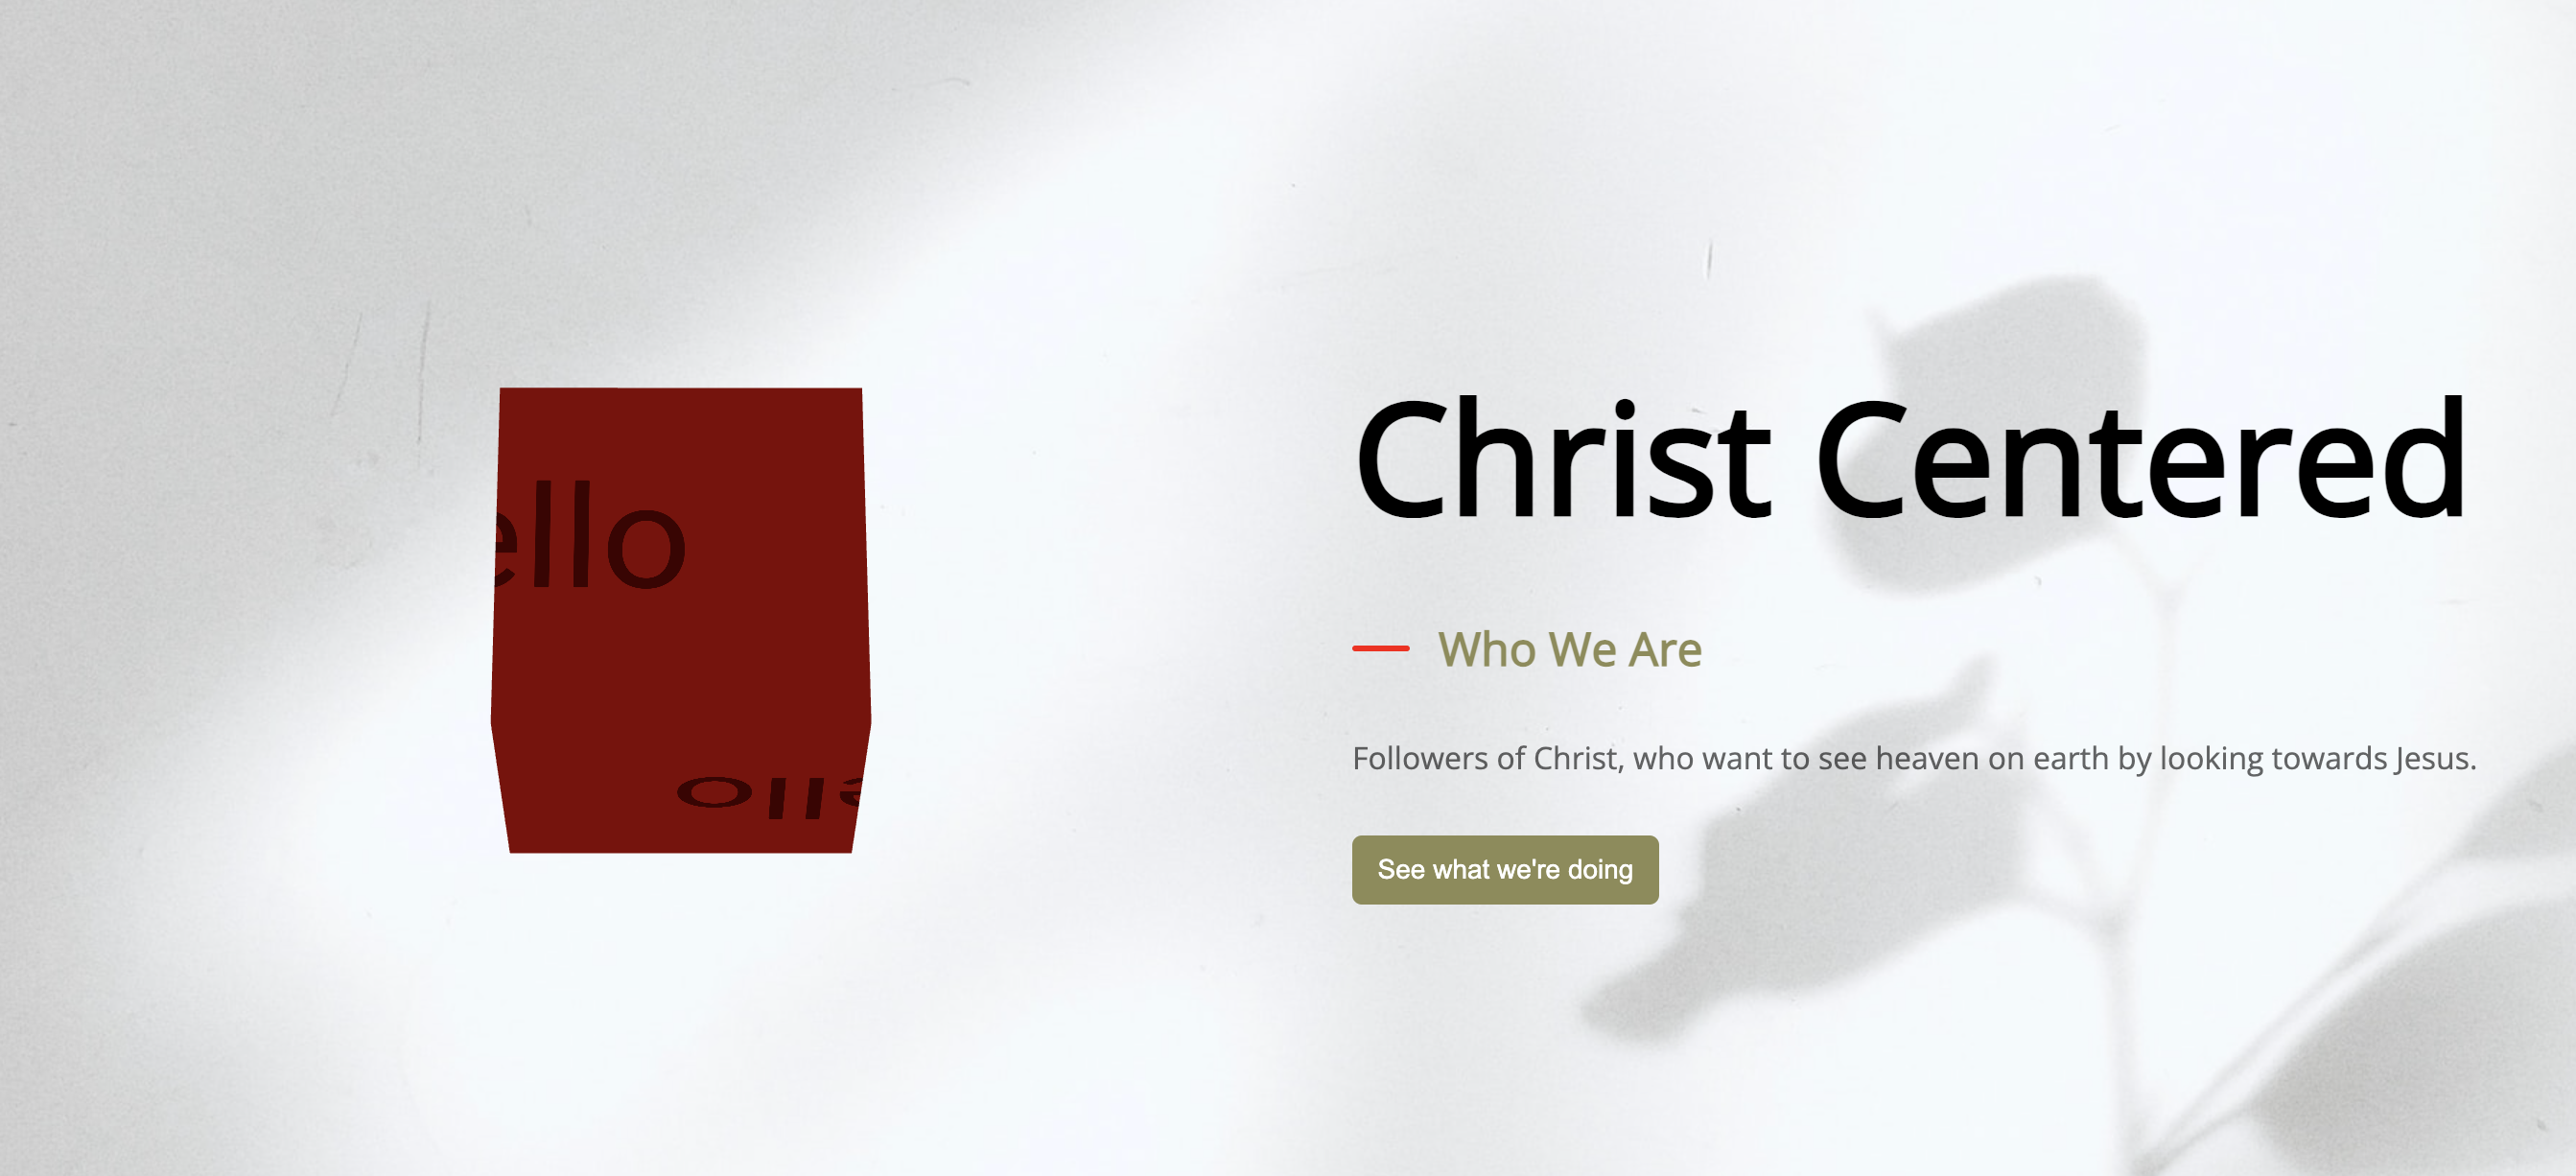 Christ Centered
ello
Who We Are
Followers of Christ, who want to see heaven on earth by looking towards Jesus.
ello
See what we're doing